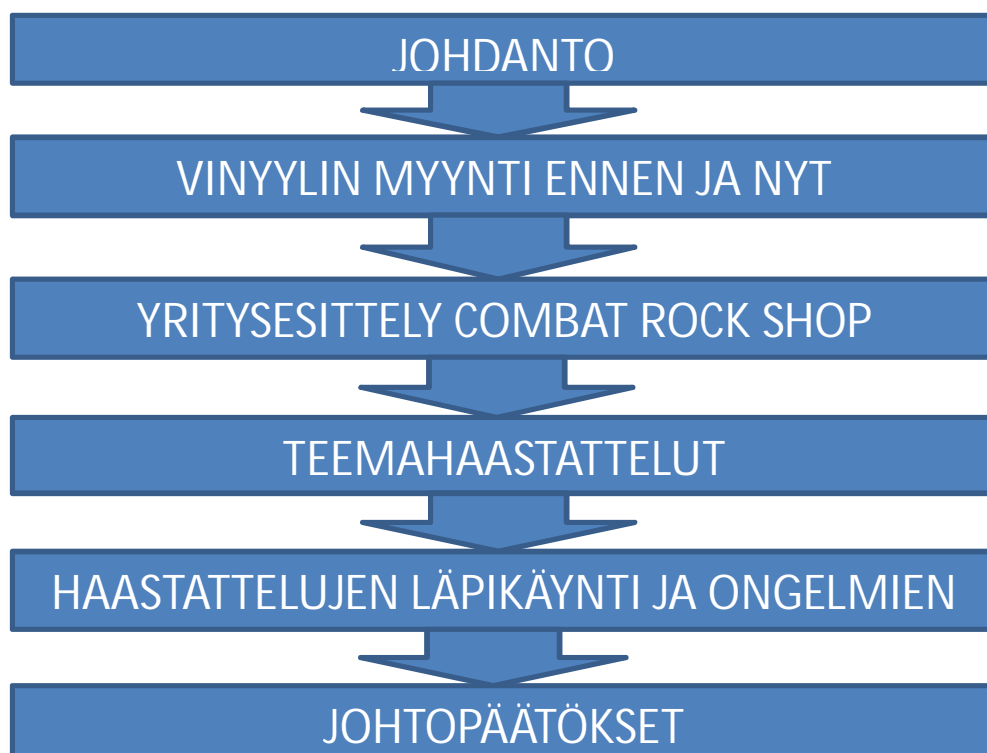 JOHDANTO
VINYYLIN MYYNTI ENNEN JA NYT
YRITYSESITTELY COMBAT ROCK SHOP
TEEMAHAASTATTELUT
HAASTATTELUJEN LÄPIKÄYNTI JA ONGELMIEN
JOHTOPÄÄTÖKSET